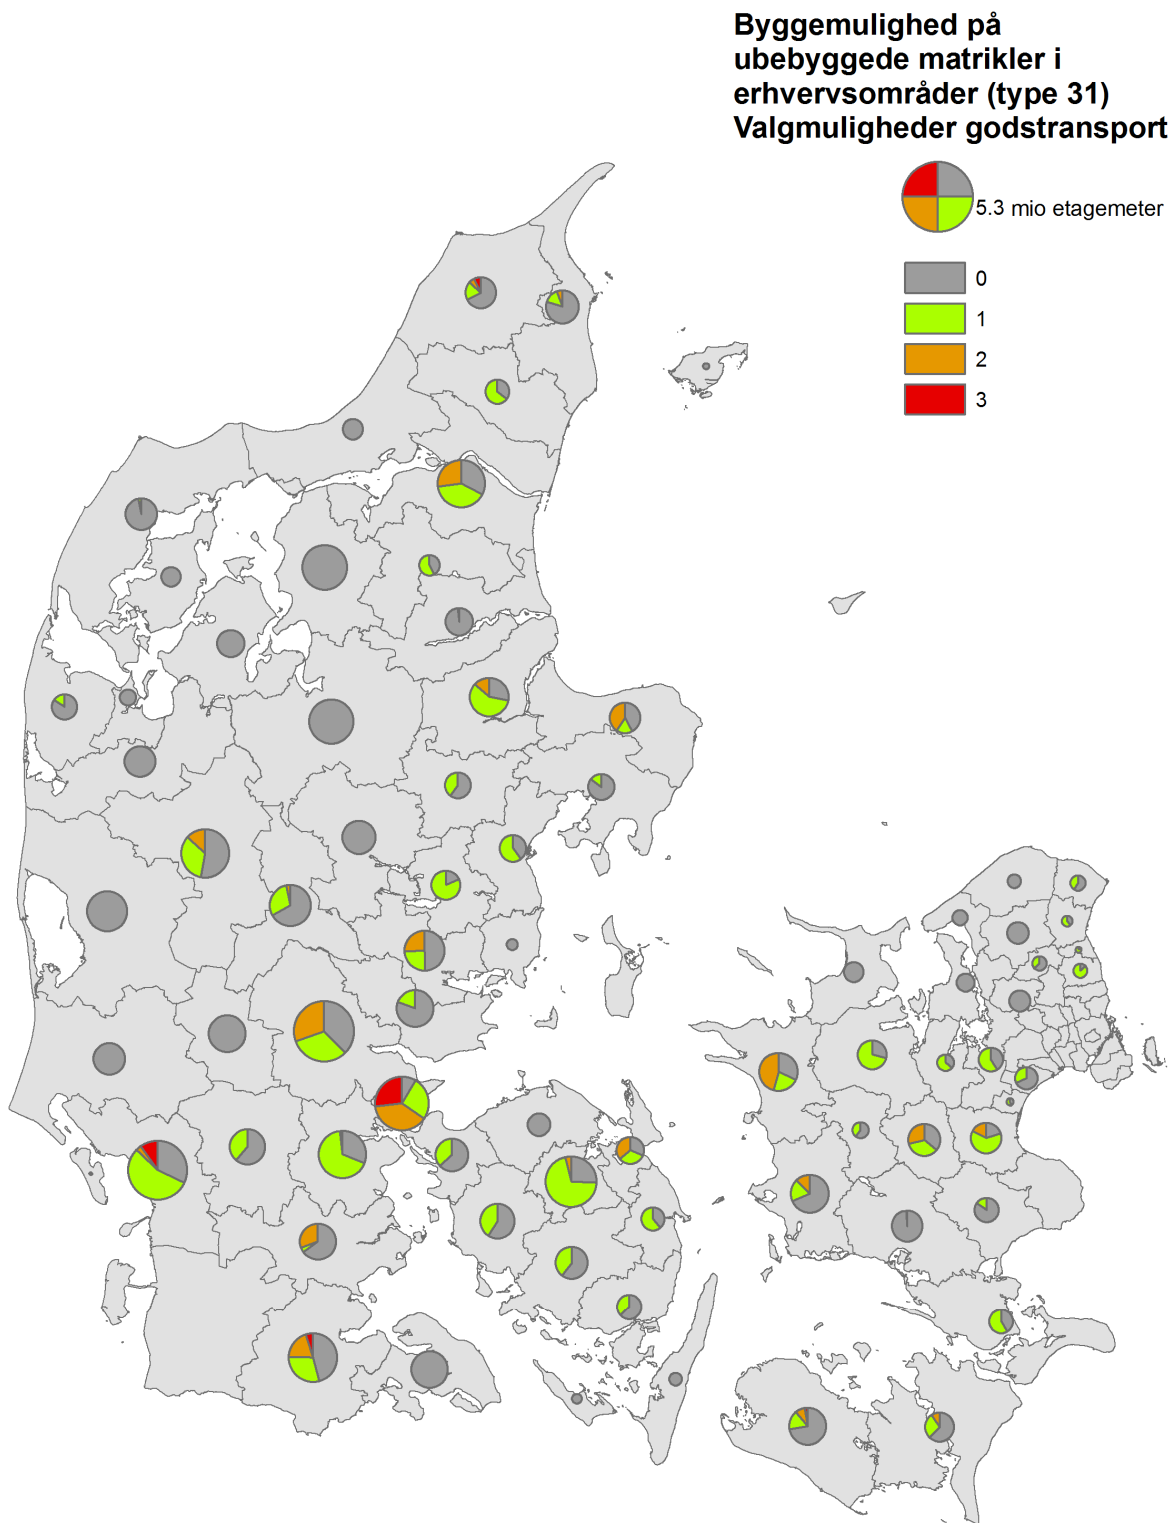 Byggemulighed på
ubebyggede matrikler i
erhvervsområder (type 31)
Valgmuligheder godstransport
5.3 mio etagemeter
0
1
2
3